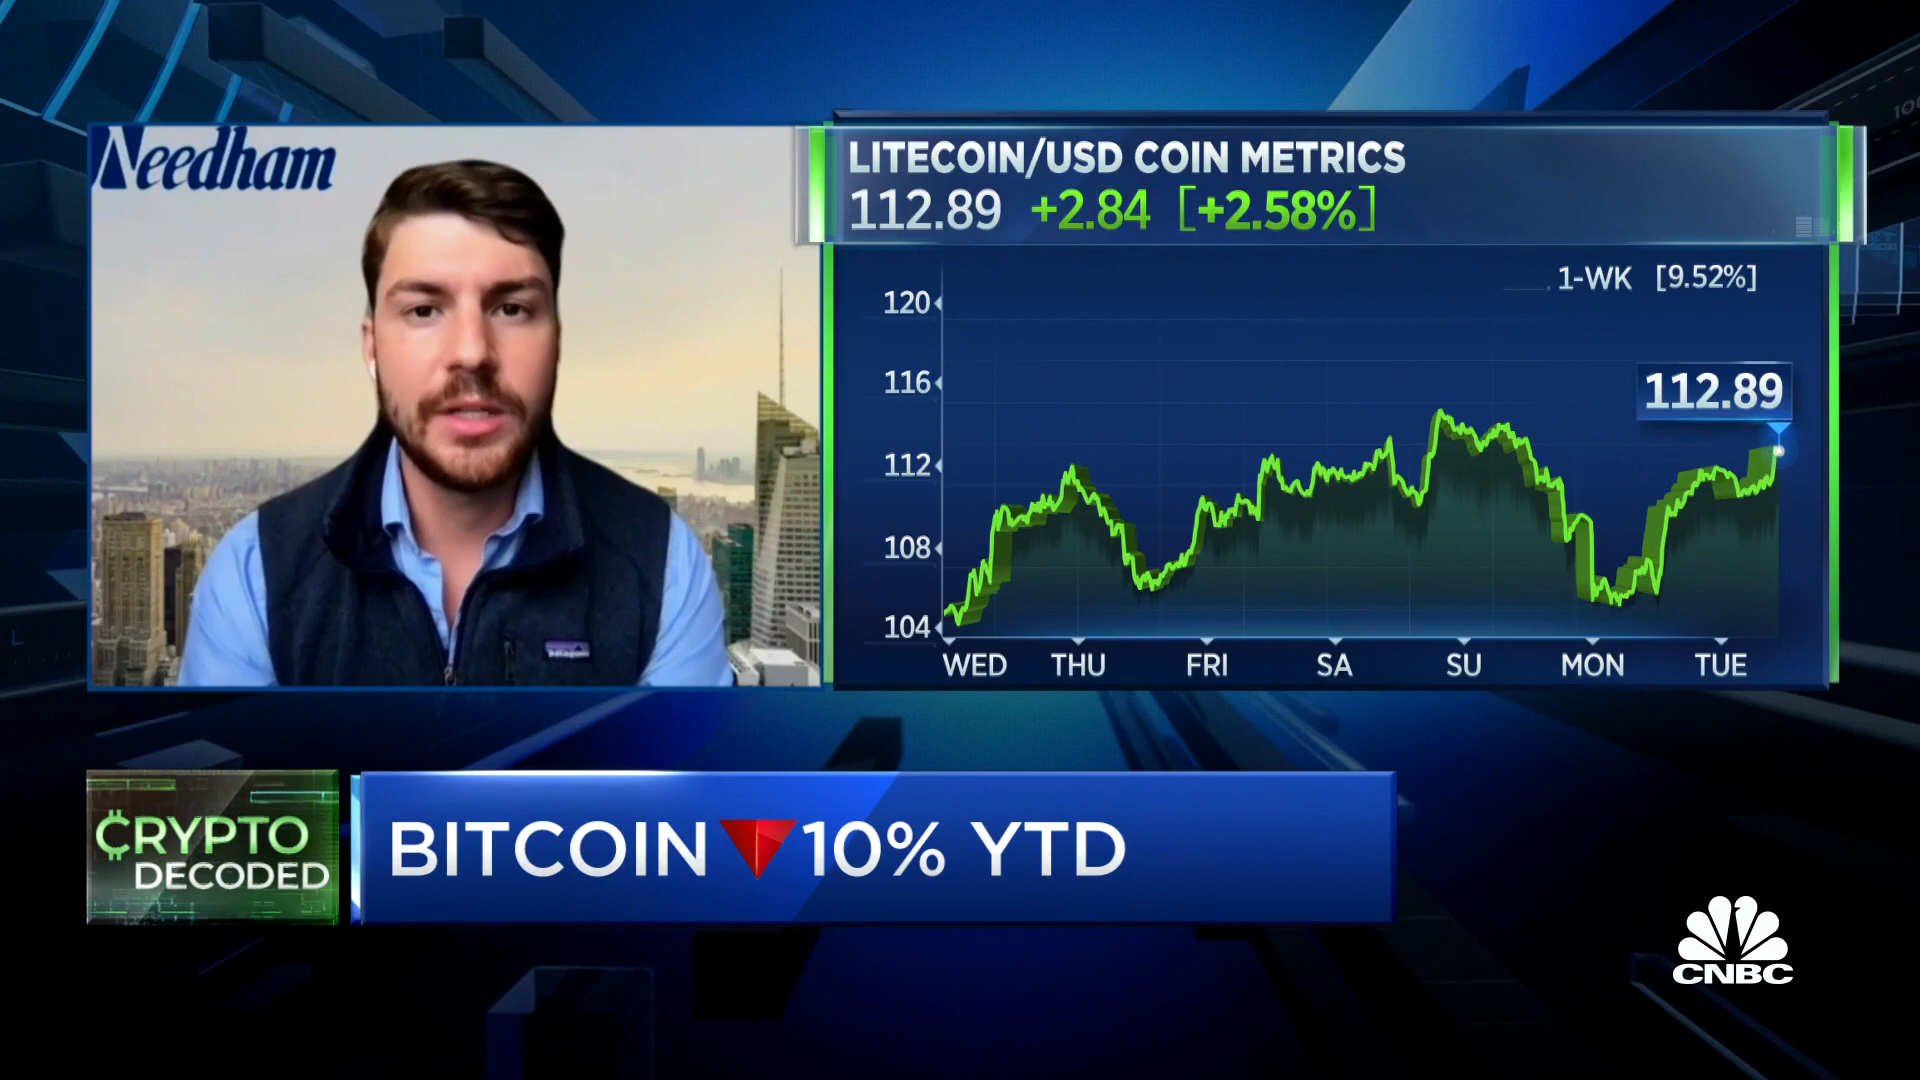 Needham
LITECOIN/USD COIN METRICS
112.89 +2.84 [+2.58%]
1-WK [9.52%]
120
116
112
108
104
112.89
WED THU FRI SA SU MON TUE
patagonia
CRYPTO
DECODED
BITCOIN 10% YTD
CNBC